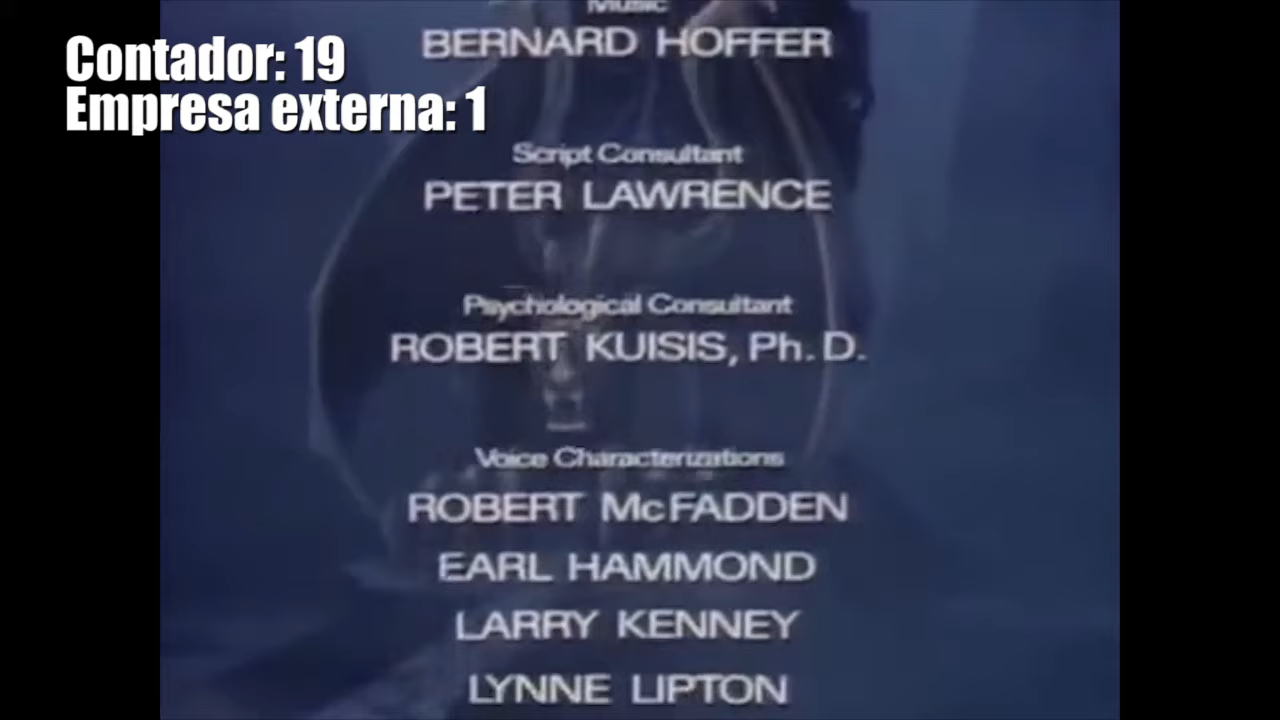 Contador: 19
Empresa externa: 1
Music
BERNARD HOFFER
Script Consultant
PETER LAWRENCE
Psychological Consultant
ROBERT KUISIS, Ph. D.
Voice Characterizations
ROBERT McFADDEN
EARL HAMMOND
LARRY KENNEY
LYNNE LIPTON